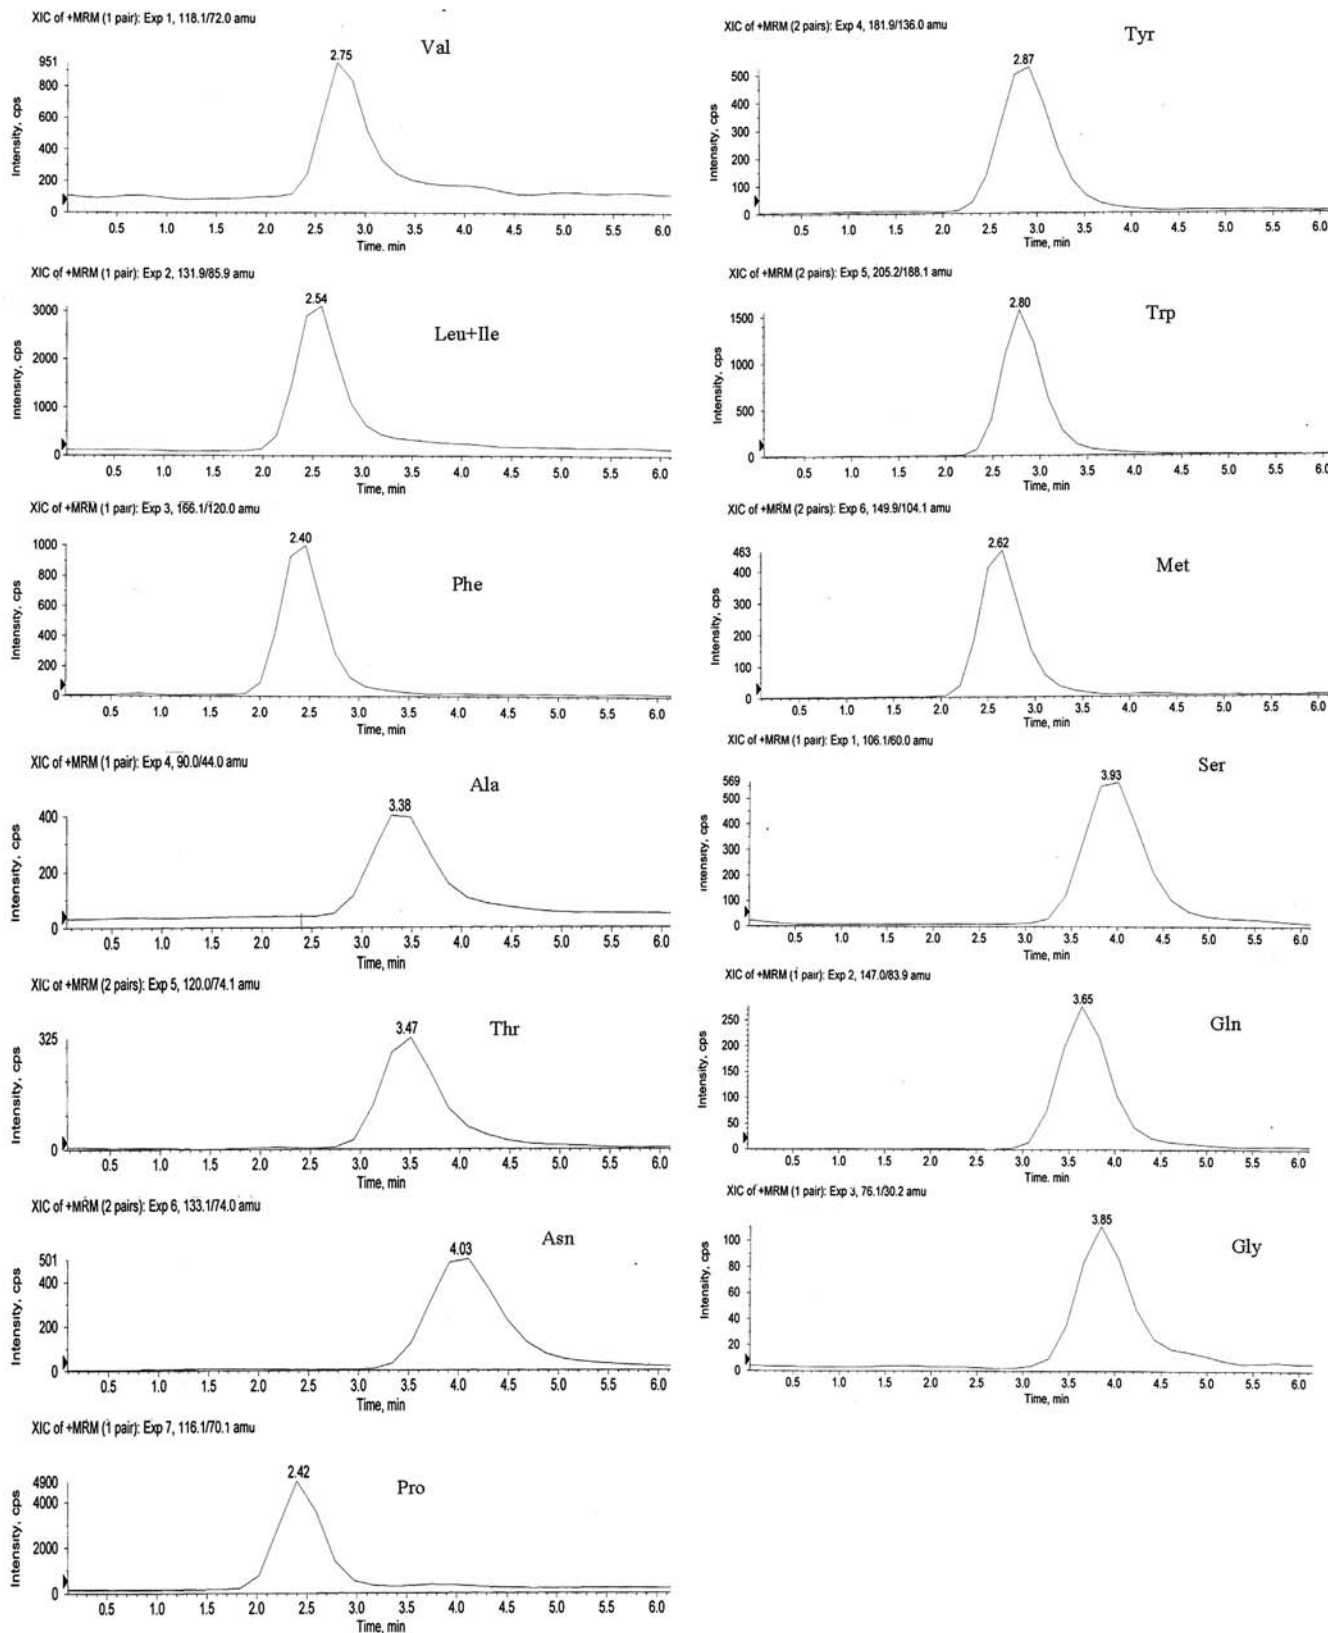 XIC of +MRM (1 pair): Exp 1, 118.1/72.0 amu
Val
2.75
951
800
600
400
200
0
Intensity, cps
0.5 1.0 1.5 2.0 2.5 3.0 3.5 4.0 4.5 5.0 5.5 6.0
Time, min
XIC of +MRM (1 pair): Exp 2, 131.9/85.9 amu
2.54
Leu+Ile
3000
2000
1000
0
Intensity, cps
0.5 1.0 1.5 2.0 2.5 3.0 3.5 4.0 4.5 5.0 5.5 6.0
Time, min
XIC of +MRM (1 pair): Exp 3, 166.1/120.0 amu
2.40
Phe
1000
800
600
400
200
0
Intensity, cps
0.5 1.0 1.5 2.0 2.5 3.0 3.5 4.0 4.5 5.0 5.5 6.0
Time, min
XIC of +MRM (1 pair): Exp 4, 90.0/44.0 amu
Ala
3.38
400
200
0
Intensity, cps
0.5 1.0 1.5 2.0 2.5 3.0 3.5 4.0 4.5 5.0 5.5 6.0
Time, min
XIC of +MRM (2 pairs): Exp 5, 120.0/74.1 amu
Thr
3.47
325
0
Intensity, cps
0.5 1.0 1.5 2.0 2.5 3.0 3.5 4.0 4.5 5.0 5.5 6.0
Time, min
XIC of +MRM (2 pairs): Exp 6, 133.1/74.0 amu
Asn
4.03
501
400
200
0
Intensity, cps
0.5 1.0 1.5 2.0 2.5 3.0 3.5 4.0 4.5 5.0 5.5 6.0
Time, min
XIC of +MRM (1 pair): Exp 7, 116.1/70.1 amu
2.42
Pro
4900
4000
2000
0
Intensity, cps
0.5 1.0 1.5 2.0 2.5 3.0 3.5 4.0 4.5 5.0 5.5 6.0
Time, min
XIC of +MRM (2 pairs): Exp 4, 181.9/136.0 amu
Tyr
2.87
500
400
300
200
100
0
Intensity, cps
0.5 1.0 1.5 2.0 2.5 3.0 3.5 4.0 4.5 5.0 5.5 6.0
Time, min
XIC of +MRM (2 pairs): Exp 5, 205.2/188.1 amu
2.80
Trp
1500
1000
500
0
Intensity, cps
0.5 1.0 1.5 2.0 2.5 3.0 3.5 4.0 4.5 5.0 5.5 6.0
Time, min
XIC of +MRM (2 pairs): Exp 6, 149.9/104.1 amu
2.62
Met
463
400
300
200
100
0
Intensity, cps
0.5 1.0 1.5 2.0 2.5 3.0 3.5 4.0 4.5 5.0 5.5 6.0
Time, min
XIC of +MRM (1 pair): Exp 1, 106.1/60.0 amu
Ser
3.93
569
500
400
300
200
100
0
Intensity, cps
0.5 1.0 1.5 2.0 2.5 3.0 3.5 4.0 4.5 5.0 5.5 6.0
Time, min
XIC of +MRM (1 pair): Exp 2, 147.0/83.9 amu
3.65
Gln
250
200
150
100
50
0
Intensity, cps
0.5 1.0 1.5 2.0 2.5 3.0 3.5 4.0 4.5 5.0 5.5 6.0
Time, min
XIC of +MRM (1 pair): Exp 3, 76.1/30.2 amu
3.85
Gly
100
80
60
40
20
0
Intensity, cps
0.5 1.0 1.5 2.0 2.5 3.0 3.5 4.0 4.5 5.0 5.5 6.0
Time, min